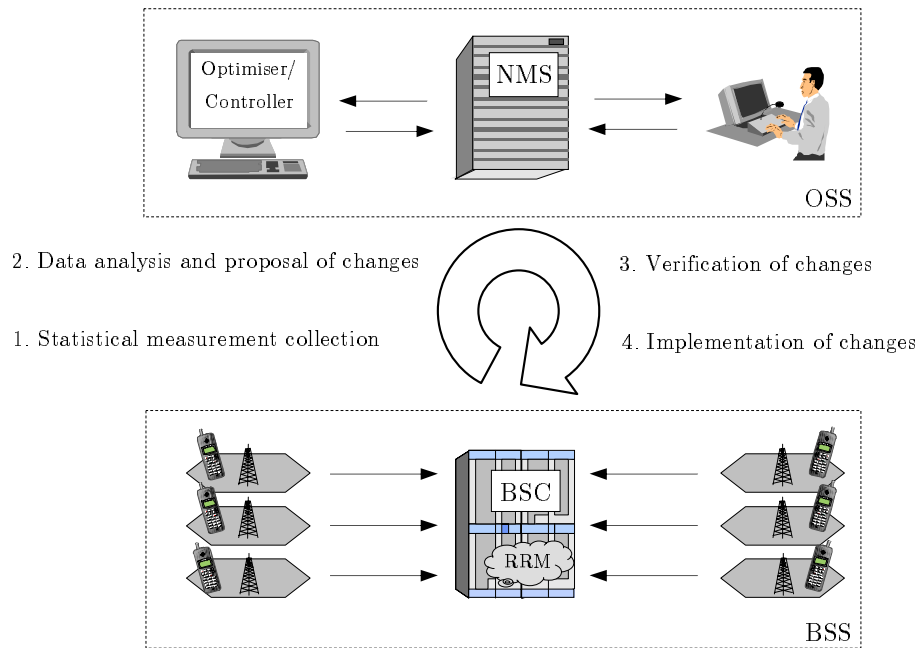 Optimiser/
Controller
NMS
OSS
2. Data analysis and proposal of changes
3. Verification of changes
1. Statistical measurement collection
4. Implementation of changes
BSC
RRM
BSS